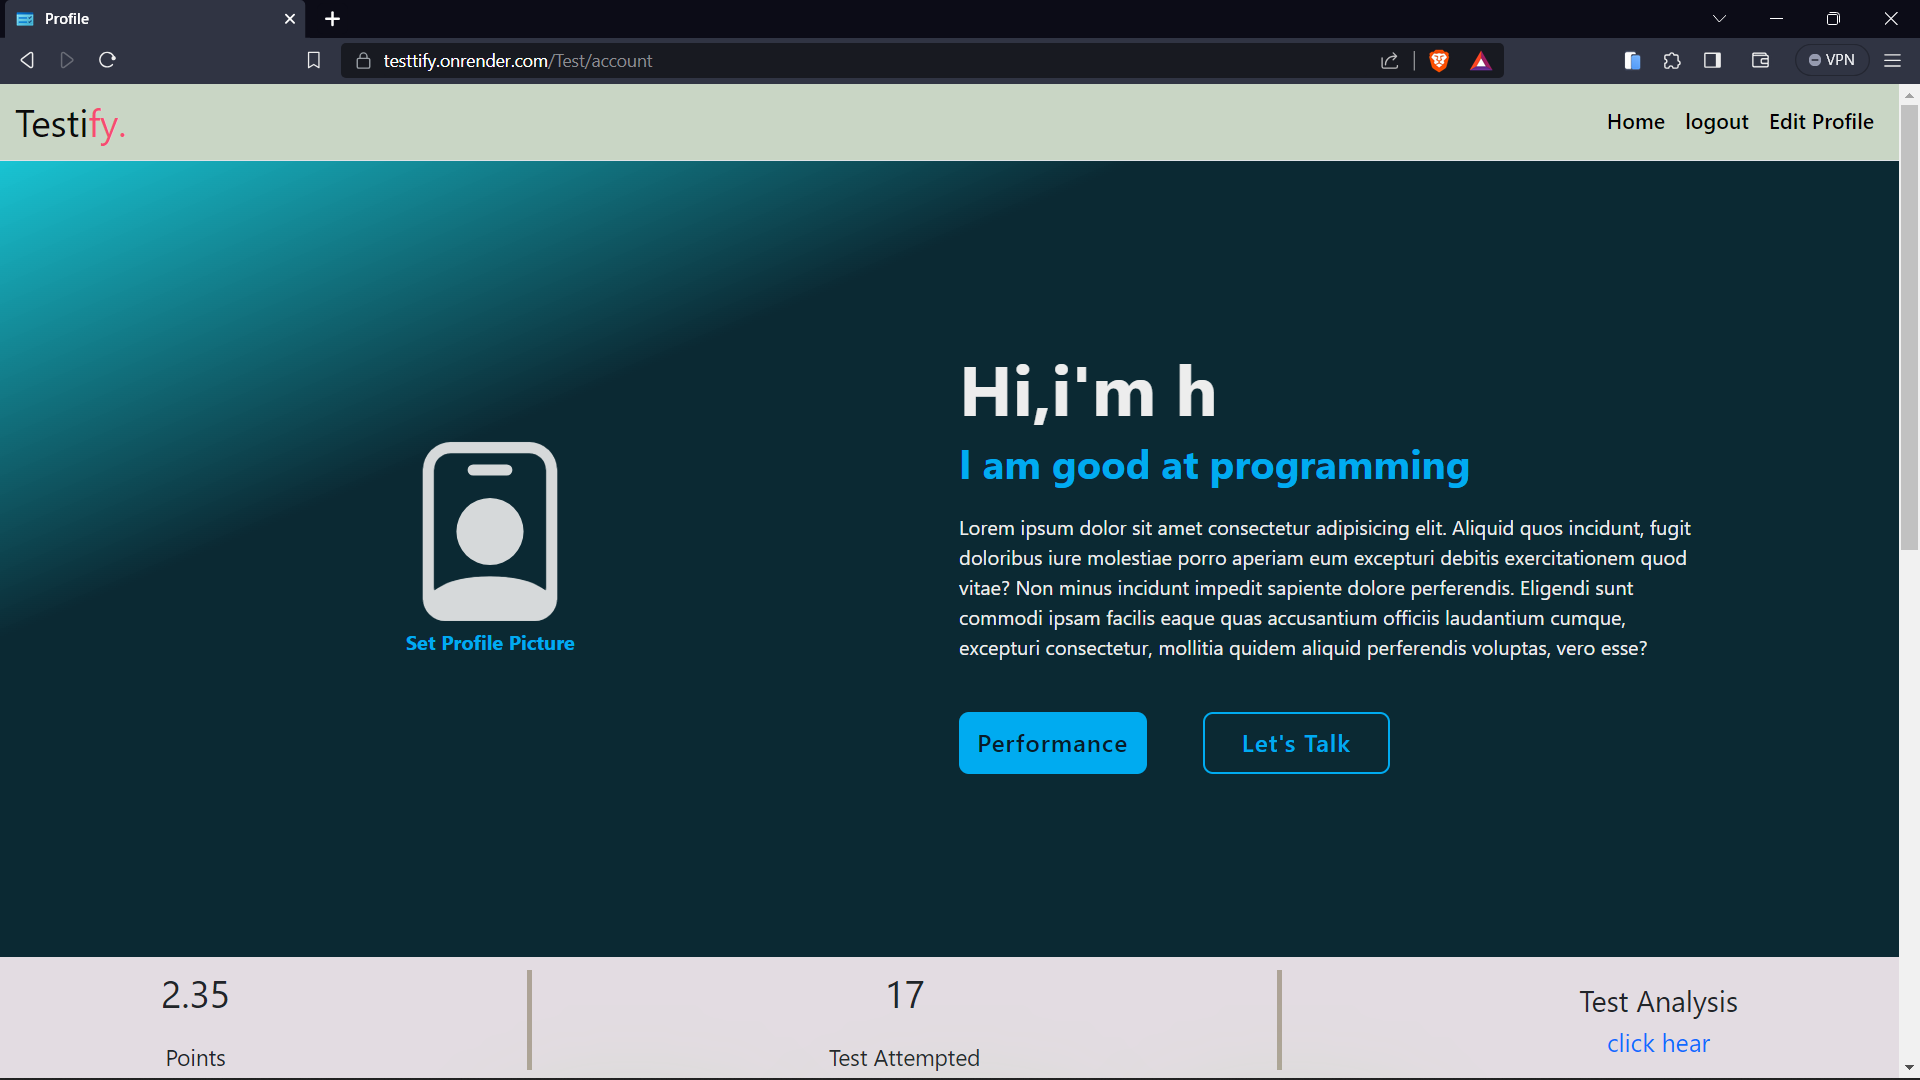 Profile
testtify.onrender.com/Test/account
VPN
Testify.
Home logout Edit Profile
Hi,i'm h
I am good at programming
Lorem ipsum dolor sit amet consectetur adipisicing elit. Aliquid quos incidunt, fugit
doloribus iure molestiae porro aperiam eum excepturi debitis exercitationem quod
vitae? Non minus incidunt impedit sapiente dolore perferendis. Eligendi sunt
commodi ipsam facilis eaque quas accusantium officiis laudantium cumque,
excepturi consectetur, mollitia quidem aliquid perferendis voluptas, vero esse?
Set Profile Picture
Performance
Let's Talk
2.35
Points
17
Test Attempted
Test Analysis
click hear